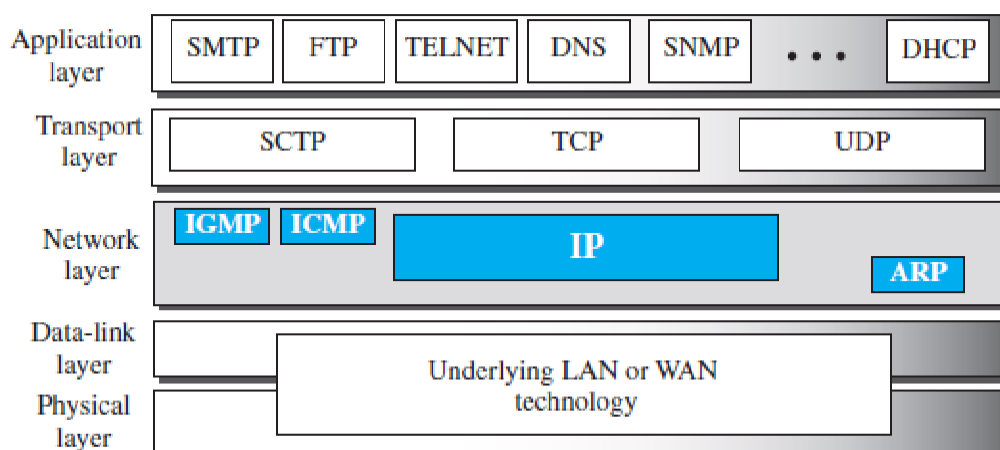 Application
layer
SMTP FTP TELNET DNS SNMP ... DHCP
Transport
layer
SCTP TCP UDP
Network
layer
IGMP ICMP IP ARP
Data-link
layer
Physical
layer
Underlying LAN or WAN
technology